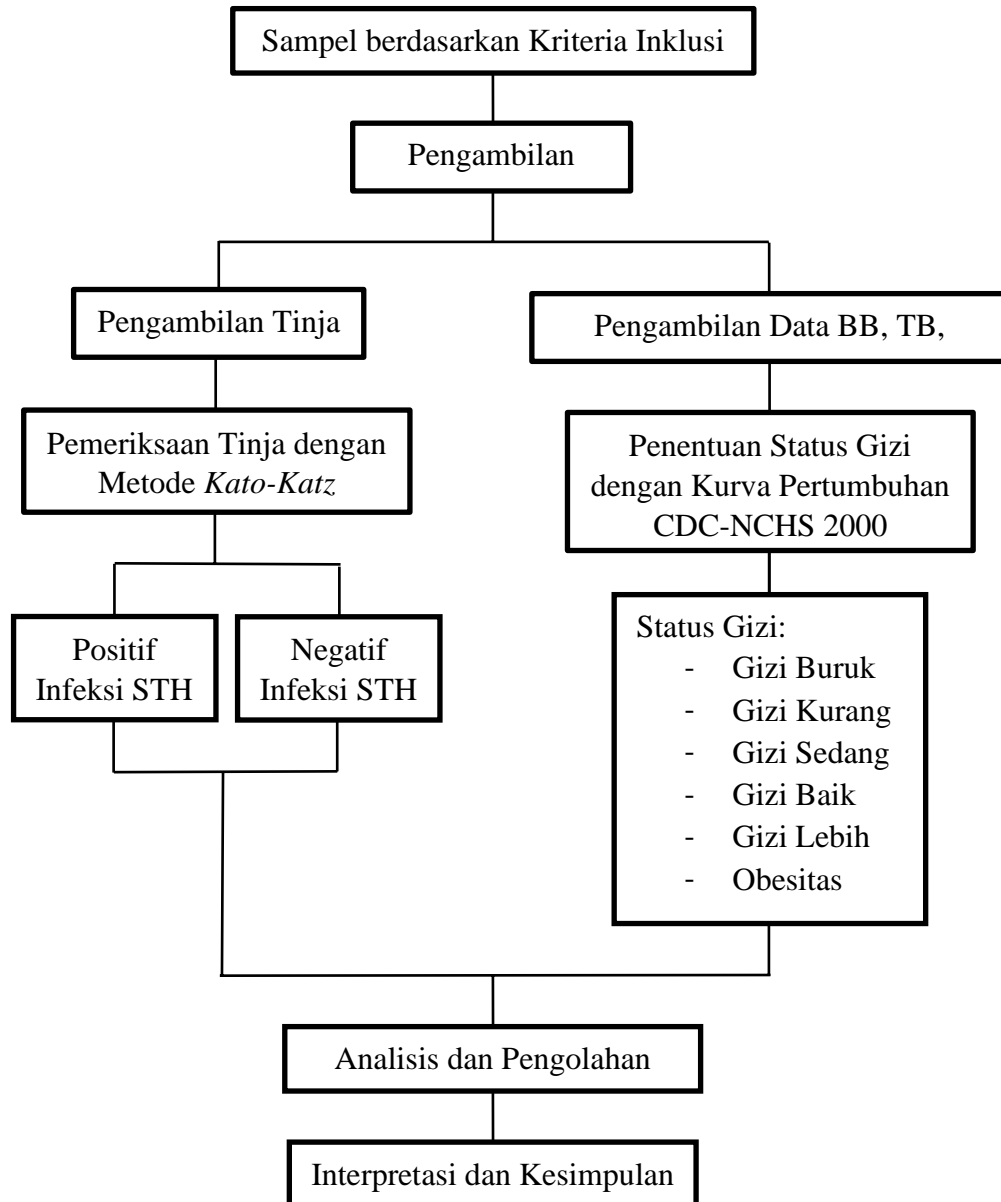 Sampel berdasarkan Kriteria Inklusi
Pengambilan
Pengambilan Tinja
Pengambilan Data BB, TB,
Pemeriksaan Tinja dengan
Metode Kato-Katz
Penentuan Status Gizi
dengan Kurva Pertumbuhan
CDC-NCHS 2000
Positif
Infeksi STH
Negatif
Infeksi STH
Status Gizi:
- Gizi Buruk
- Gizi Kurang
- Gizi Sedang
- Gizi Baik
- Gizi Lebih
- Obesitas
Analisis dan Pengolahan
Interpretasi dan Kesimpulan